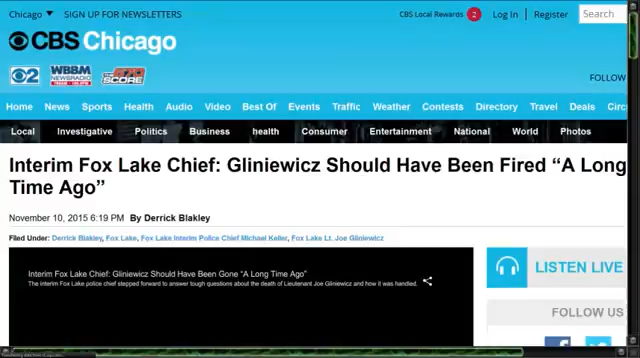 Chicago SIGN UP FOR NEWSLETTERS CBS Local Rewards 2 Log In | Register Search
CBS Chicago
2 WBBM NEWSRADIO 670 THE SCORE
FOLLOW
Home News Sports Health Audio Video Best Of Events Traffic Weather Contests Directory Travel Deals Circ
Local Investigative Politics Business health Consumer Entertainment National World Photos
Interim Fox Lake Chief: Gliniewicz Should Have Been Fired “A Long
Time Ago”
November 10, 2015 6:19 PM By Derrick Blakley
Filed Under: Derrick Blakley, Fox Lake, Fox Lake Interim Police Chief Michael Keller, Fox Lake Lt. Joe Gliniewicz
Interim Fox Lake Chief: Gliniewicz Should Have Been Gone “A Long Time Ago”
The interim Fox Lake police chief stepped forward to answer tough questions about the death of Lieutenant Joe Gliniewicz and how it was handled.
LISTEN LIVE
FOLLOW US